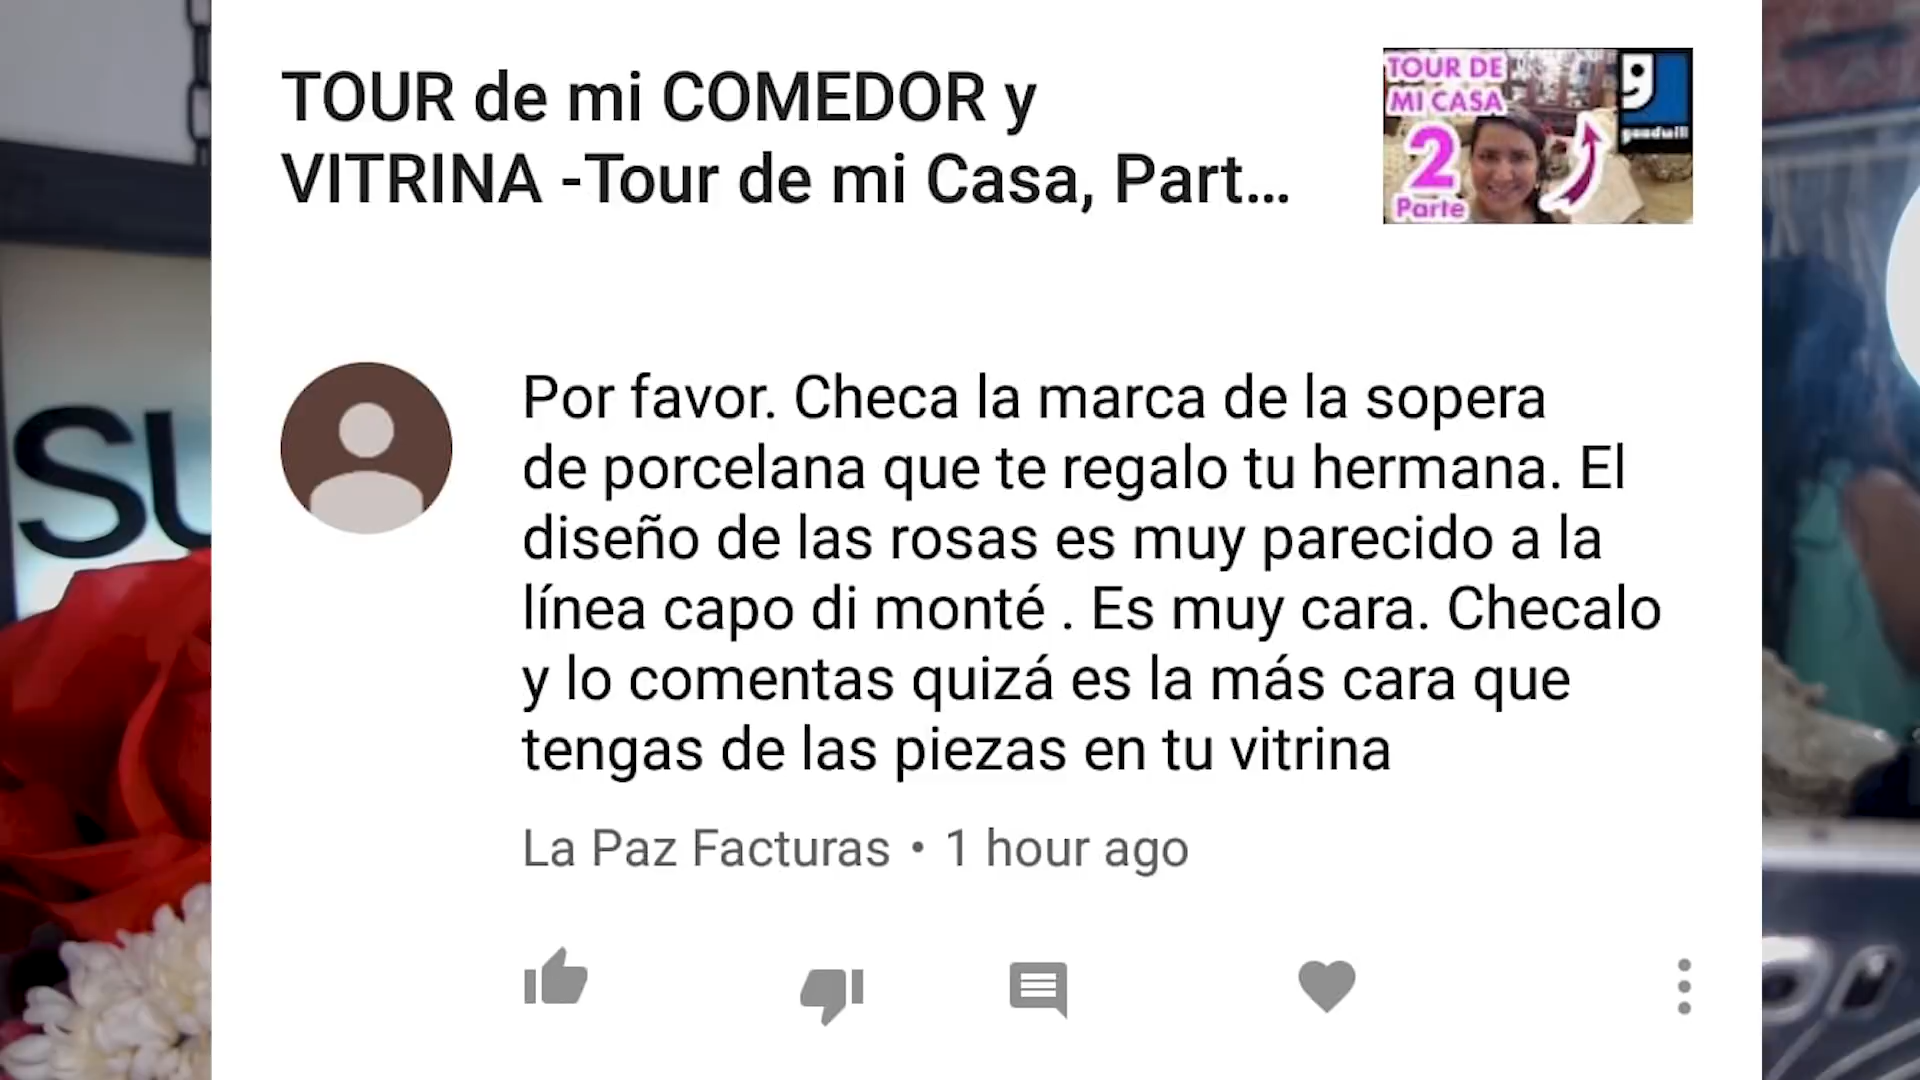 TOUR de mi COMEDOR y
VITRINA -Tour de mi Casa, Part...
TOUR DE
MI CASA
2
Parte
g
goodwill
Por favor. Checa la marca de la sopera
de porcelana que te regalo tu hermana. El
diseño de las rosas es muy parecido a la
línea capo di monté . Es muy cara. Checalo
y lo comentas quizá es la más cara que
tengas de las piezas en tu vitrina
La Paz Facturas • 1 hour ago
SU